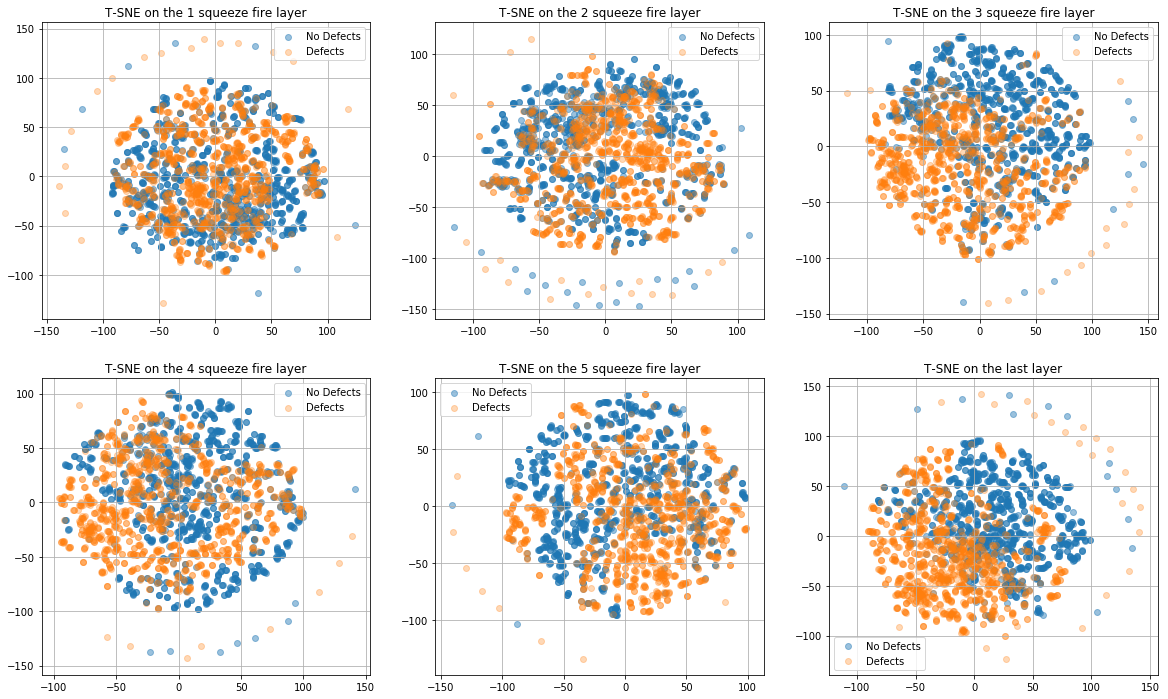 T-SNE on the 1 squeeze fire layer
No Defects
Defects
150
100
50
0
−50
−100
−150 −100 −50 0 50 100
T-SNE on the 2 squeeze fire layer
No Defects
Defects
100
50
0
−50
−100
−150
−100 −50 0 50 100
T-SNE on the 3 squeeze fire layer
No Defects
Defects
100
50
0
−50
−100
−150
−100 −50 0 50 100 150
T-SNE on the 4 squeeze fire layer
No Defects
Defects
100
50
0
−50
−100
−150
−100 −50 0 50 100 150
T-SNE on the 5 squeeze fire layer
No Defects
Defects
100
50
0
−50
−100
−150 −100 −50 0 50 100
T-SNE on the last layer
150
100
50
0
−50
−100
No Defects
Defects
−100 −50 0 50 100 150